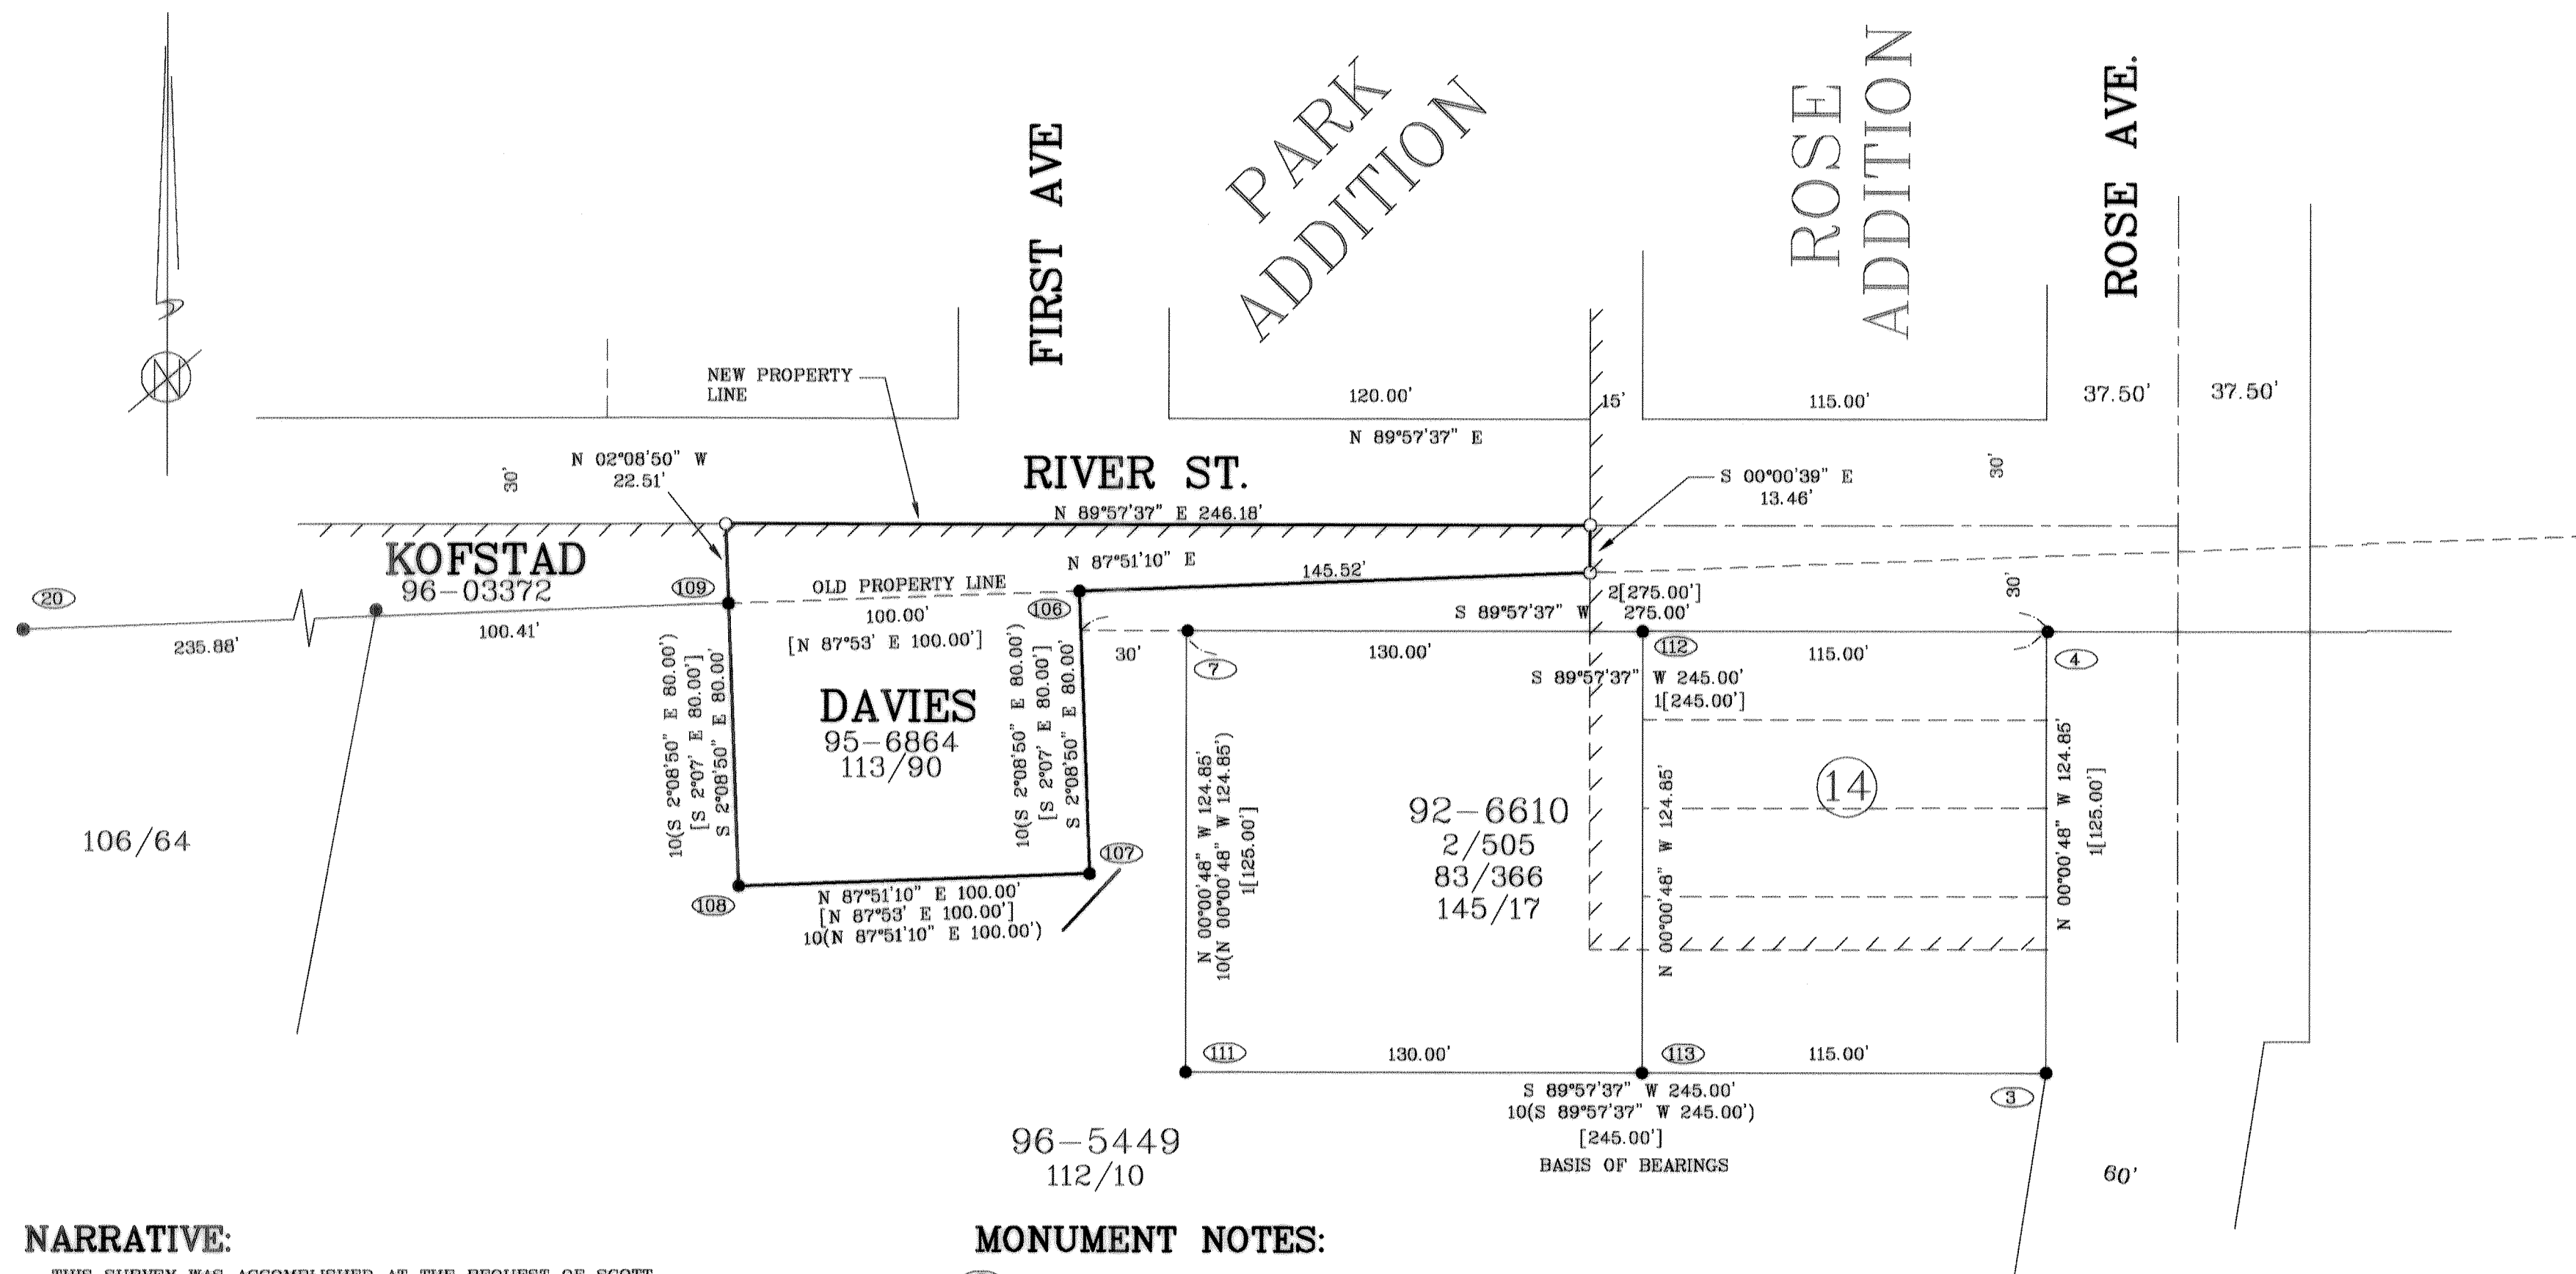 N
FIRST AVE
PARK
ADDITION
ROSE
ADDITION
ROSE AVE.
NEW PROPERTY
LINE
120.00'
15'
115.00'
37.50'
37.50'
N 89°57'37" E
N 02°08'50" W
22.51'
30'
RIVER ST.
30'
S 00°00'39" E
13.46'
N 89°57'37" E 246.18'
KOFSTAD
96-03372
N 87°51'10" E
145.52'
20
109
OLD PROPERTY LINE
100.00'
[N 87°53' E 100.00']
106
2[275.00']
S 89°57'37" W 275.00'
30'
235.88'
100.41'
30'
7
130.00'
112
115.00'
4
S 89°57'37" W 245.00'
1[245.00']
10(S 2°08'50" E 80.00')
[S 2°07' E 80.00']
S 2°08'50" E 80.00'
DAVIES
95-6864
113/90
10(S 2°08'50" E 80.00')
[S 2°07' E 80.00']
S 2°08'50" E 80.00'
N 00°00'48" W 124.85'
10(N 00°00'48" W 124.85')
1[125.00']
92-6610
2/505
83/366
145/17
N 00°00'48" W 124.85'
14
N 00°00'48" W 124.85'
1[125.00']
106/64
107
108
N 87°51'10" E 100.00'
[N 87°53' E 100.00']
10(N 87°51'10" E 100.00')
111
130.00'
113
115.00'
3
S 89°57'37" W 245.00'
10(S 89°57'37" W 245.00')
[245.00']
BASIS OF BEARINGS
96-5449
112/10
60'
NARRATIVE:
THIS SURVEY WAS ACCOMPLISHED AT THE REQUEST OF SCOTT
MONUMENT NOTES: